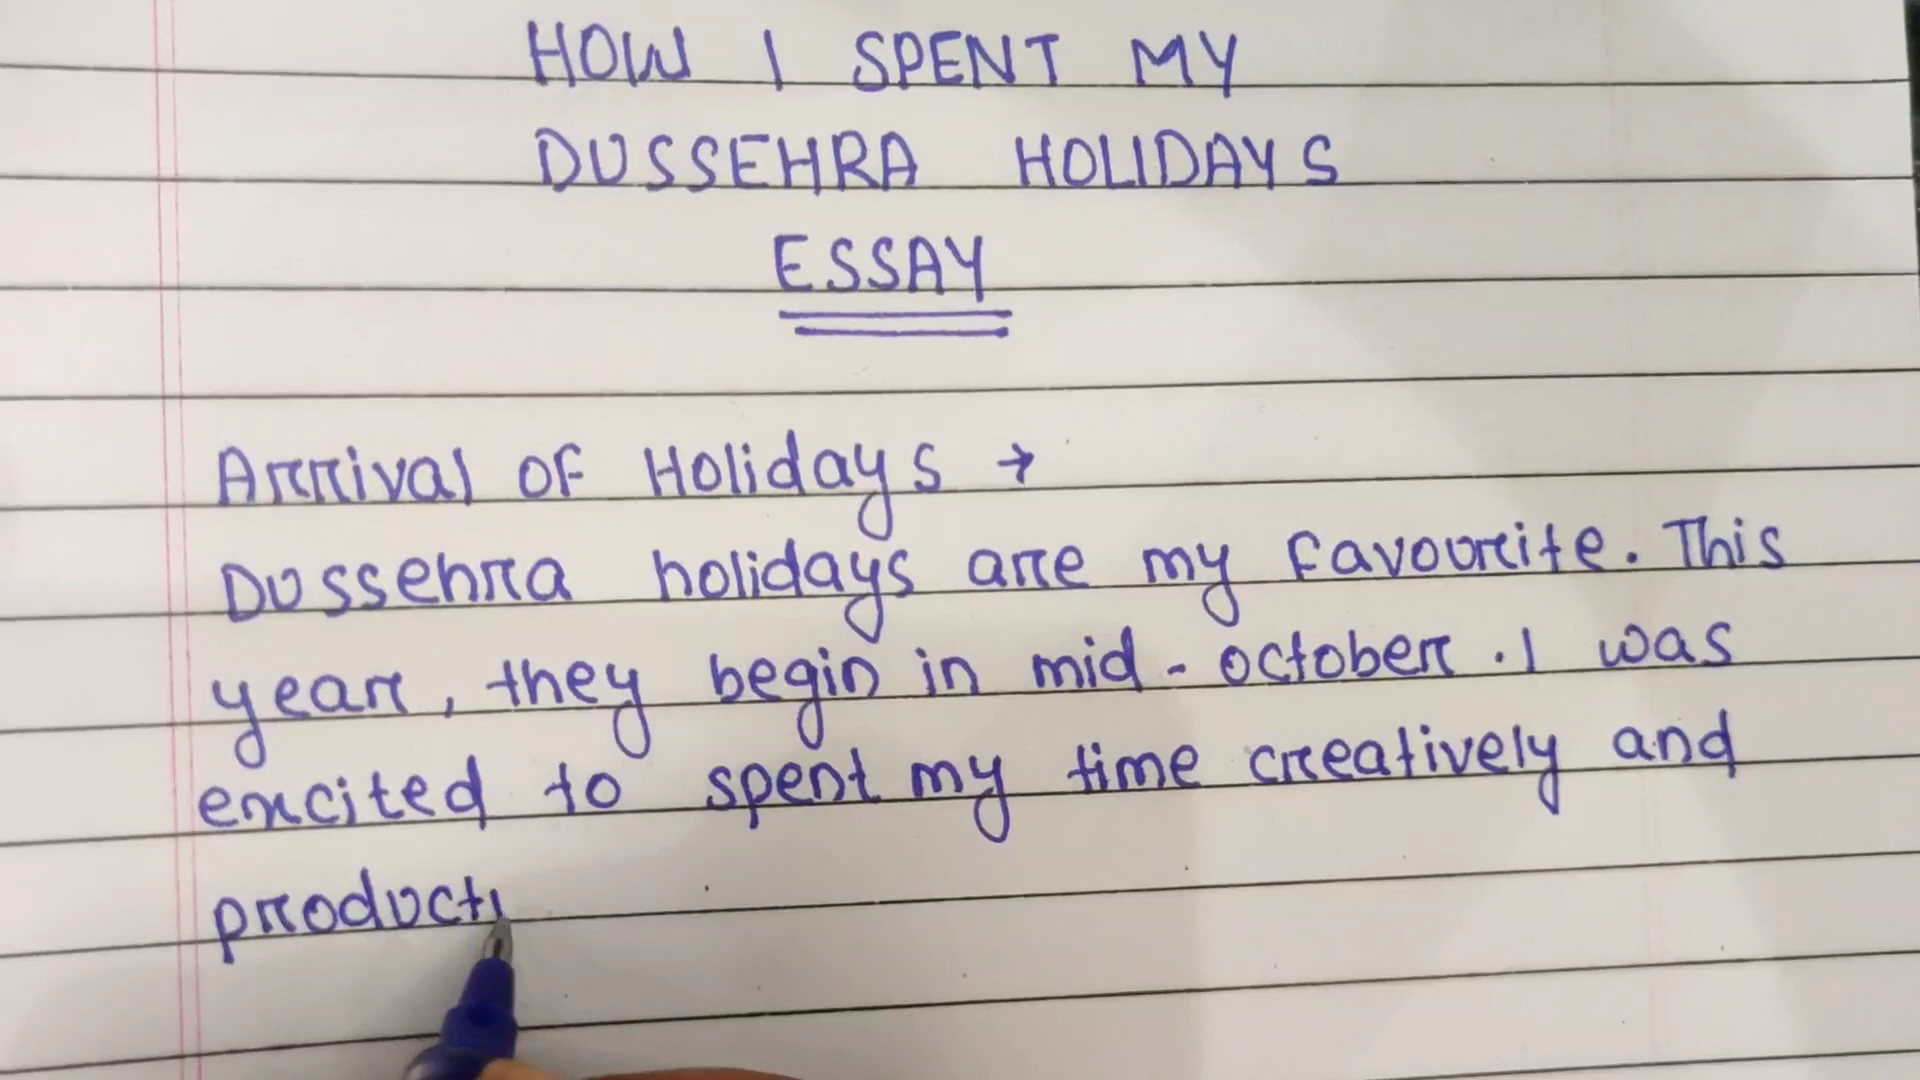 HOW I SPENT MY
DUSSEHRA HOLIDAYS
ESSAY
Arrival of Holidays →
Dussehra holidays are my favourite. This
year, they begin in mid-october. I was
excited to spent my time creatively and
producti